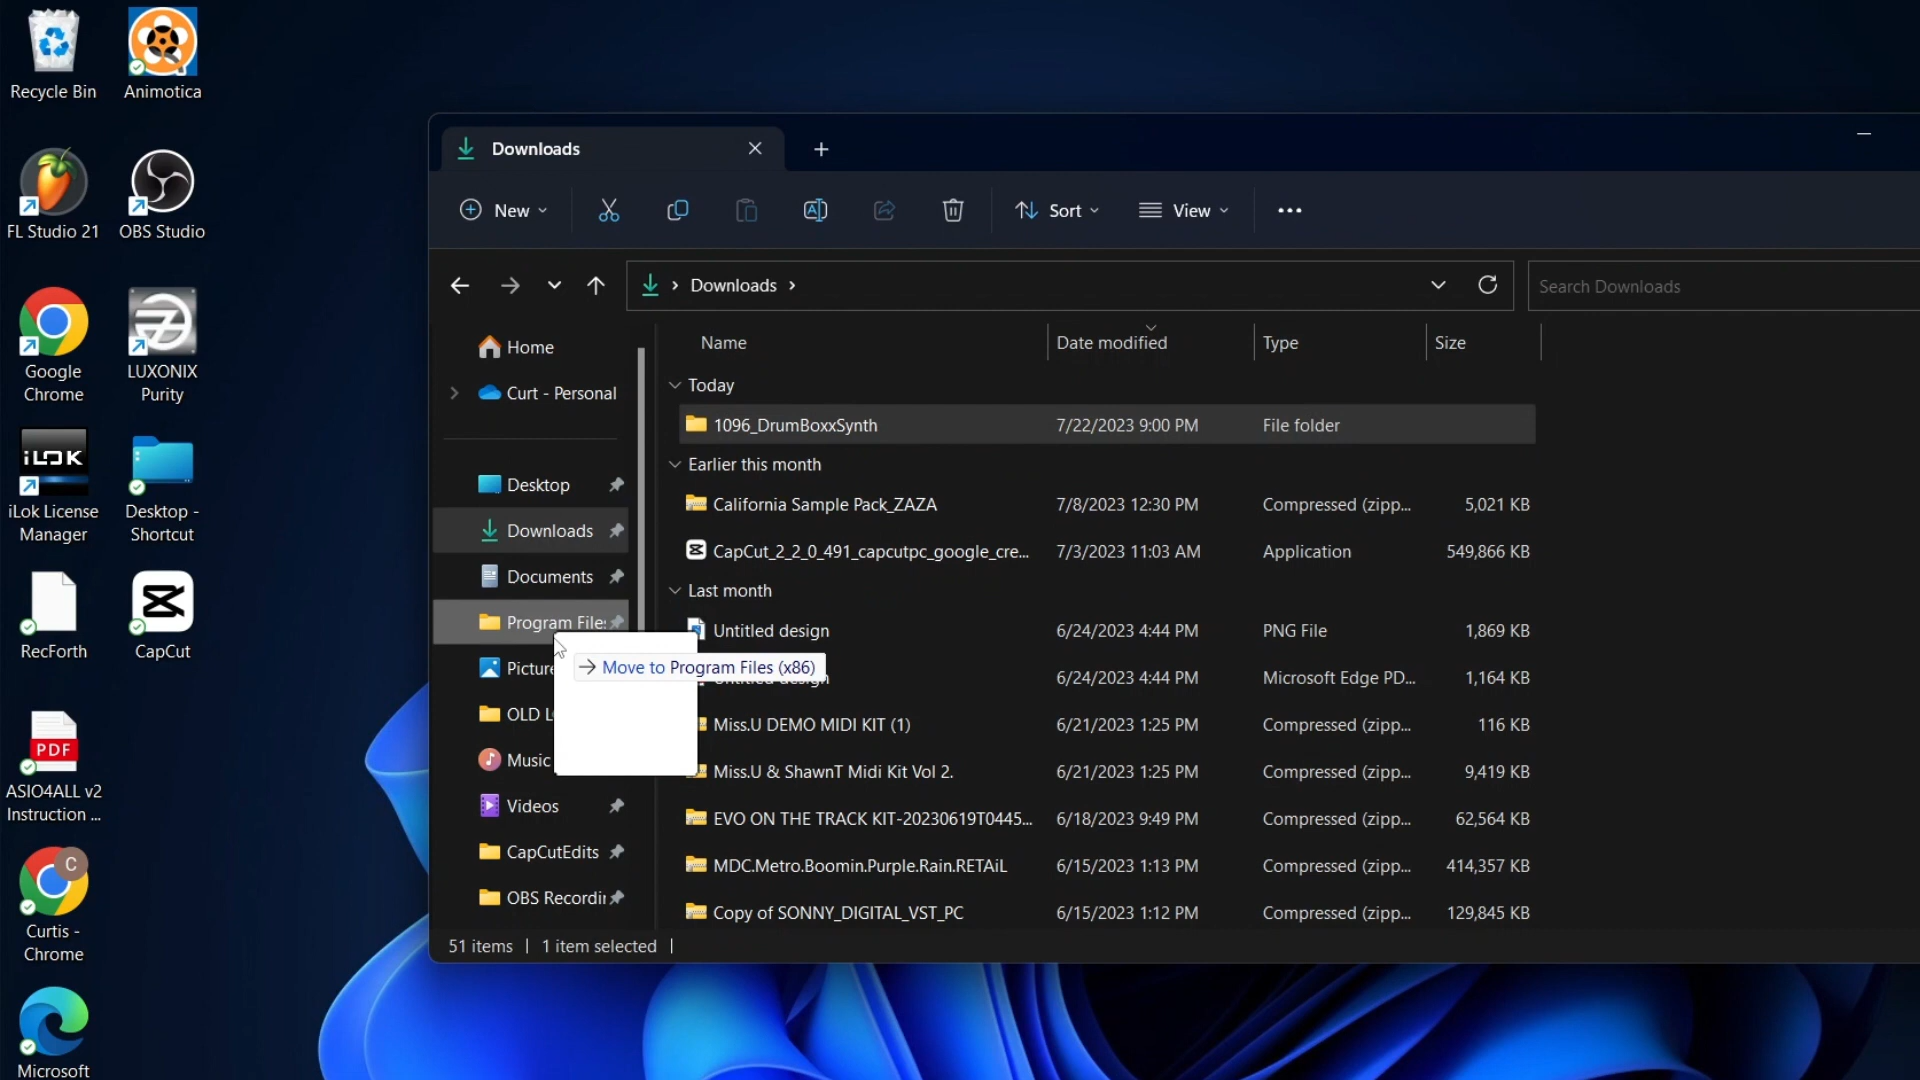 Recycle Bin
Animotica
FL Studio 21
OBS Studio
Google
Chrome
LUXONIX
Purity
iLOK
iLok License
Manager
Desktop -
Shortcut
RecForth
CapCut
PDF
ASIO4ALL v2
Instruction ...
C
Curtis -
Chrome
Microsoft
Downloads
New
Sort
View
Downloads
Search Downloads
Home
Curt - Personal
Desktop
Downloads
Documents
Program Files
Picture
OLD L
Music
Videos
CapCutEdits
OBS Recordin
Name
Date modified
Type
Size
Today
1096_DrumBoxxSynth 7/22/2023 9:00 PM File folder
Earlier this month
California Sample Pack_ZAZA 7/8/2023 12:30 PM Compressed (zipp... 5,021 KB
CapCut_2_2_0_491_capcutpc_google_cre... 7/3/2023 11:03 AM Application 549,866 KB
Last month
Untitled design 6/24/2023 4:44 PM PNG File 1,869 KB
→ Move to Program Files (x86)
Untitled design 6/24/2023 4:44 PM Microsoft Edge PD... 1,164 KB
Miss.U DEMO MIDI KIT (1) 6/21/2023 1:25 PM Compressed (zipp... 116 KB
Miss.U & ShawnT Midi Kit Vol 2. 6/21/2023 1:25 PM Compressed (zipp... 9,419 KB
EVO ON THE TRACK KIT-20230619T0445... 6/18/2023 9:49 PM Compressed (zipp... 62,564 KB
MDC.Metro.Boomin.Purple.Rain.RETAiL 6/15/2023 1:13 PM Compressed (zipp... 414,357 KB
Copy of SONNY_DIGITAL_VST_PC 6/15/2023 1:12 PM Compressed (zipp... 129,845 KB
51 items
1 item selected